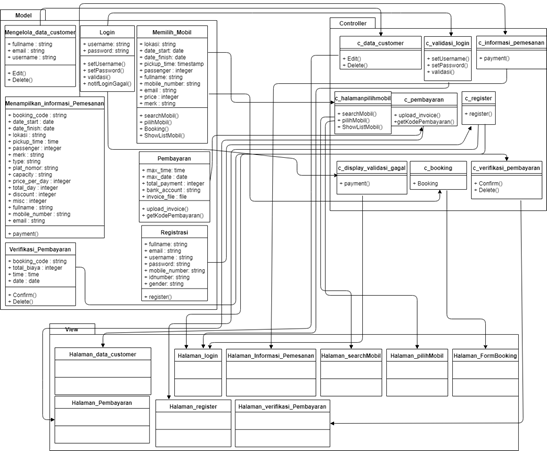 Model
Mengelola_data_customer
+ fullname : string
+ email : string
+ username : string
+ Edit()
+ Delete()
Login
+ username: string
+ password: string
+ setUsername()
+ setPassword()
+ validasi()
+ notifLoginGagal()
Memilih_Mobil
+ lokasi: string
+ date_start: date
+ date_finish: date
+ pickup_time: timestamp
+ passenger : integer
+ fullname: string
+ mobile_number: string
+ email : string
+ price : integer
+ merk : string
+ searchMobil()
+ pilihMobil()
+ Booking()
+ ShowListMobil()
Menampilkan_informasi_Pemesanan
+ booking_code : string
+ date_start : date
+ date_finish: date
+ lokasi : string
+ pickup_time : time
+ passenger : integer
+ merk : string
+ type: string
+ plat_nomor: string
+ capacity : string
+ price_per_day : integer
+ total_day : integer
+ discount : integer
+ misc : integer
+ fullname : string
+ mobile_number : string
+ email : string
+ payment()
Pembayaran
+ max_time: time
+ max_date : date
+ total_payment : integer
+ bank_account : string
+ invoice_file : file
+ upload_invoice()
+ getKodePembayaran()
Registrasi
+ fullname: string
+ email : string
+ username : string
+ password: string
+ mobile_number: string
+ idnumber: string
+ gender: string
+ register()
Verifikasi_Pembayaran
+ booking_code : string
+ total_biaya : integer
+ time : time
+ date : date
+ Confirm()
+ Delete()
Controller
c_data_customer
+ Edit()
+ Delete()
c_validasi_login
+ setUsername()
+ setPassword()
+ validasi()
c_informasi_pemesanan
+ payment()
c_halamanpilihmobil
+ searchMobil()
+ pilihMobil()
+ ShowListMobil()
c_pembayaran
+ upload_invoice()
+getKodePembayaran()
c_register
+ register()
c_display_validasi_gagal
+ payment()
c_booking
+ Booking
c_verifikasi_pembayaran
+ Confirm()
+ Delete()
View
Halaman_data_customer
Halaman_login
Halaman_Informasi_Pemesanan
Halaman_searchMobil
Halaman_pilihMobil
Halaman_FormBooking
Halaman_Pembayaran
Halaman_register
Halaman_verifikasi_Pembayaran